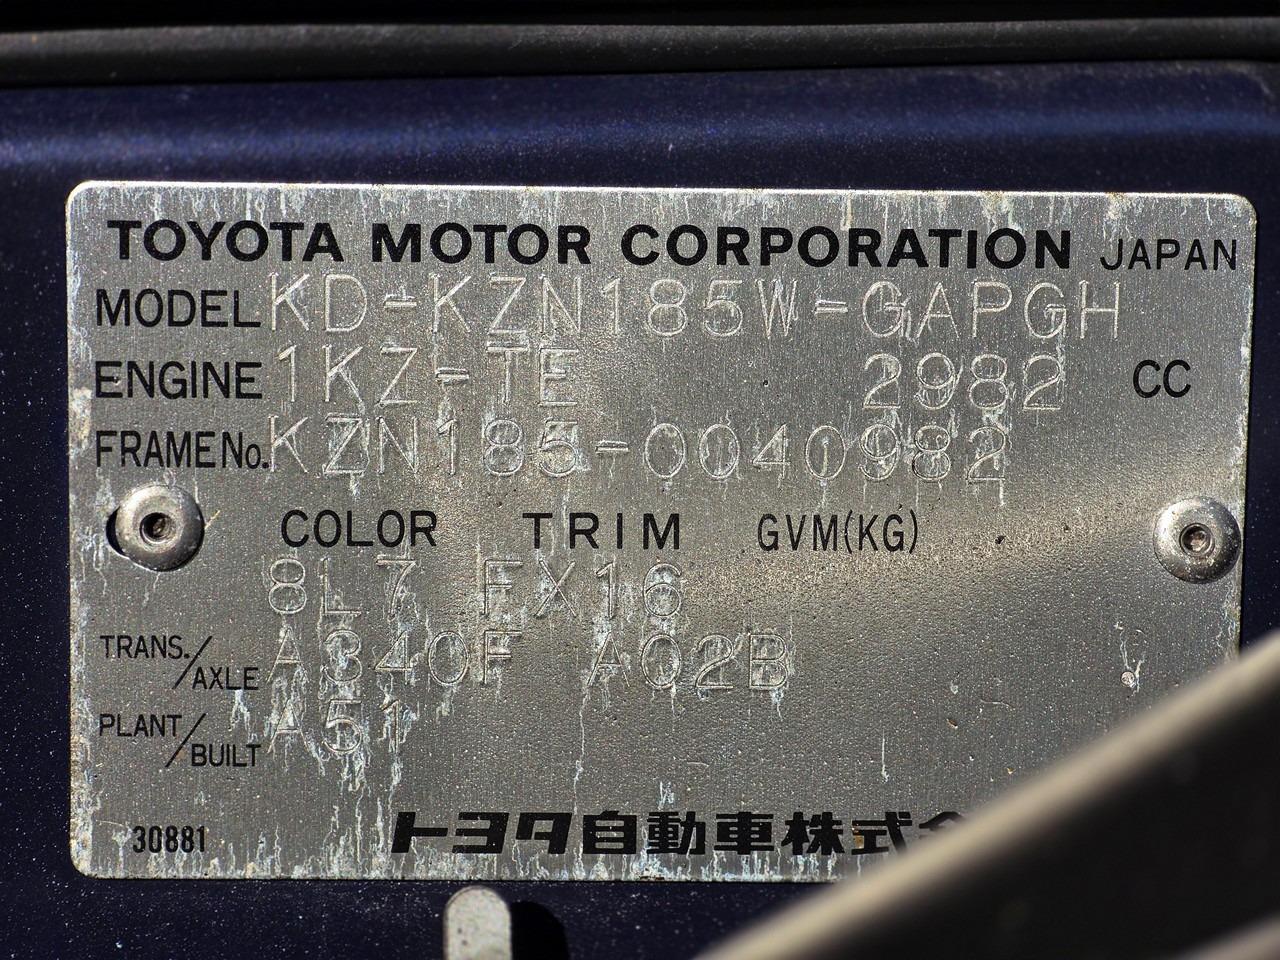 TOYOTA MOTOR CORPORATION JAPAN
MODEL KD-KZN185W-GAPGH
ENGINE 1KZ-TE 2982 CC
FRAME No. KZN185-0040982
COLOR TRIM GVM(KG)
8L7 FX16
TRANS./AXLE A340F A02B
PLANT/BUILT A51
30881 トヨタ自動車株式会